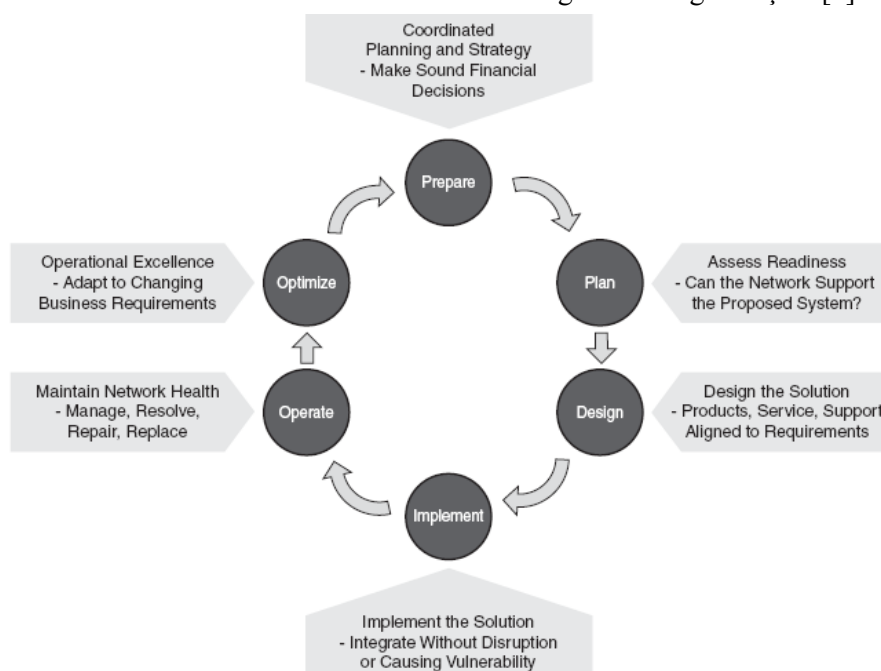 Coordinated
Planning and Strategy
- Make Sound Financial
Decisions
Prepare
Operational Excellence
- Adapt to Changing
Business Requirements
Optimize
Plan
Assess Readiness
- Can the Network Support
the Proposed System?
Maintain Network Health
- Manage, Resolve,
Repair, Replace
Operate
Design
Design the Solution
- Products, Service, Support
Aligned to Requirements
Implement
Implement the Solution
- Integrate Without Disruption
or Causing Vulnerability